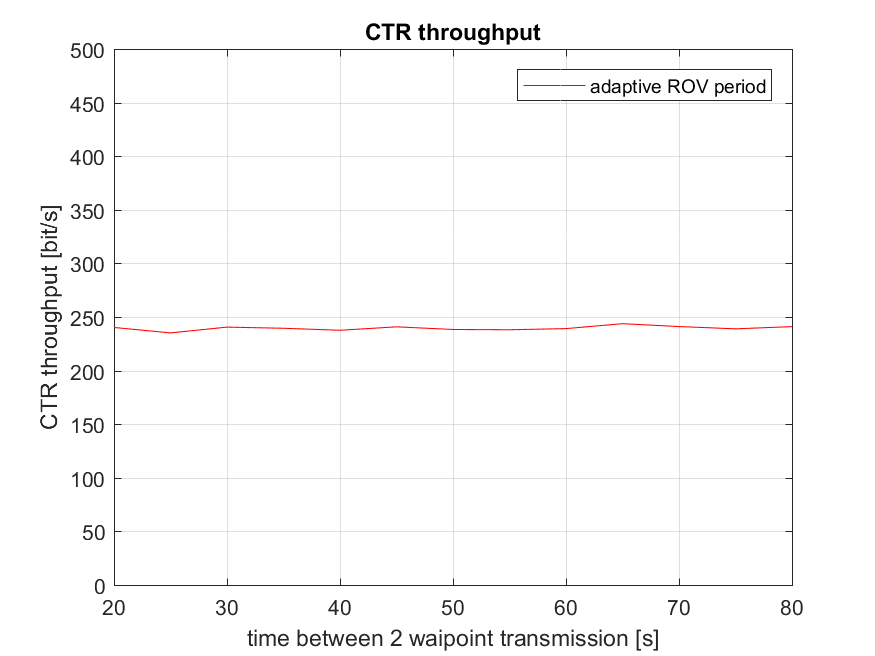 CTR throughput
adaptive ROV period
CTR throughput [bit/s]
500
450
400
350
300
250
200
150
100
50
0
20 30 40 50 60 70 80
time between 2 waipoint transmission [s]